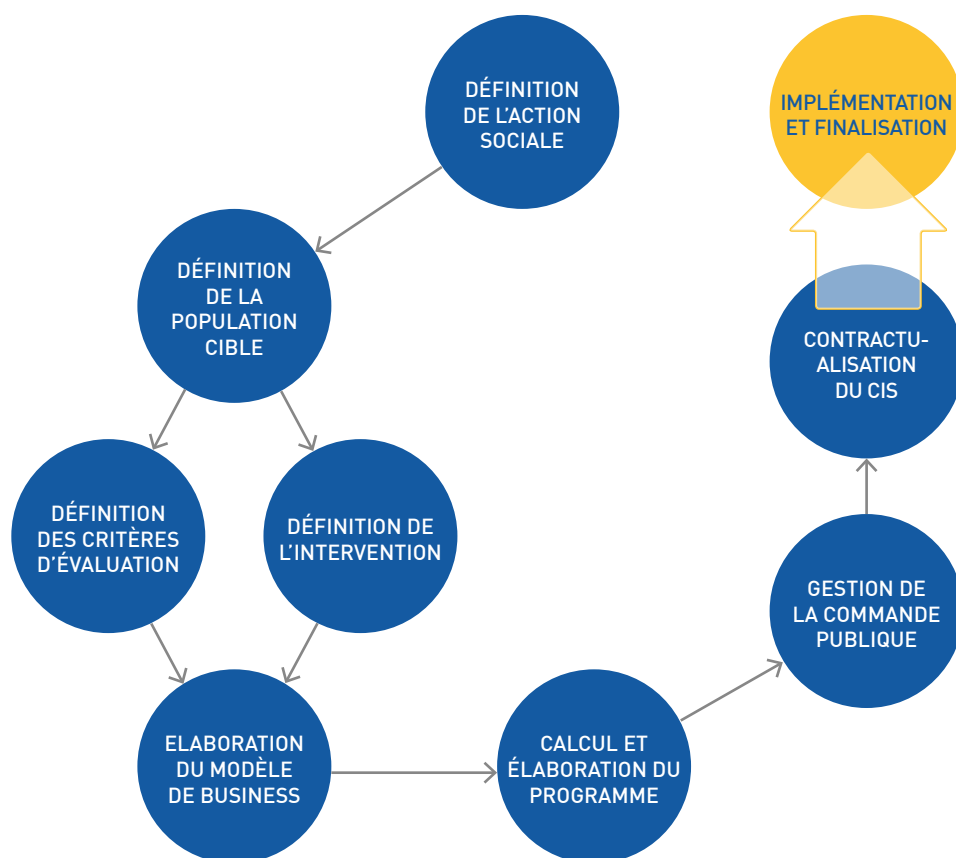 DÉFINITION
DE L'ACTION
SOCIALE
IMPLÉMENTATION
ET FINALISATION
DÉFINITION
DE LA
POPULATION
CIBLE
CONTRACTU-
ALISATION
DU CIS
DÉFINITION
DES CRITÈRES
D'ÉVALUATION
DÉFINITION DE
L'INTERVENTION
GESTION DE
LA COMMANDE
PUBLIQUE
ELABORATION
DU MODÈLE
DE BUSINESS
CALCUL ET
ÉLABORATION DU
PROGRAMME